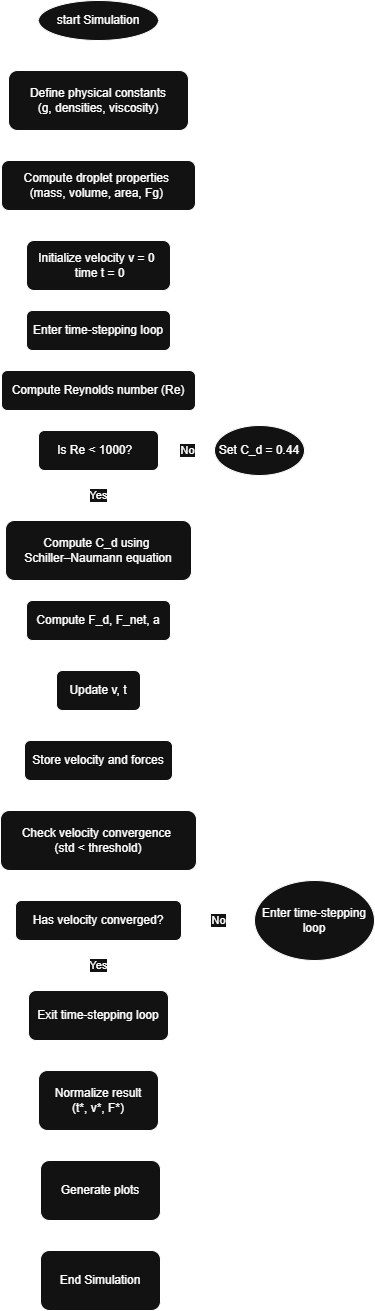 start Simulation
Define physical constants
(g, densities, viscosity)
Compute droplet properties
(mass, volume, area, Fg)
Initialize velocity v = 0
time t = 0
Enter time-stepping loop
Compute Reynolds number (Re)
Is Re < 1000?
No
Set C_d = 0.44
Yes
Compute C_d using
Schiller–Naumann equation
Compute F_d, F_net, a
Update v, t
Store velocity and forces
Check velocity convergence
(std < threshold)
Has velocity converged?
No
Enter time-stepping
loop
Yes
Exit time-stepping loop
Normalize result
(t*, v*, F*)
Generate plots
End Simulation